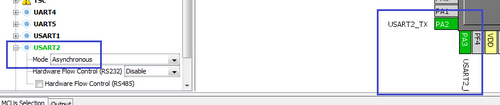 TSC
UART4
UART5
USART1
USART2
Mode Asynchronous
Hardware Flow Control (RS232) Disable
Hardware Flow Control (RS485)
MCUs Selection Output
PA1
USART2_TX PA2
PA3
PF4
VDD
USART2_